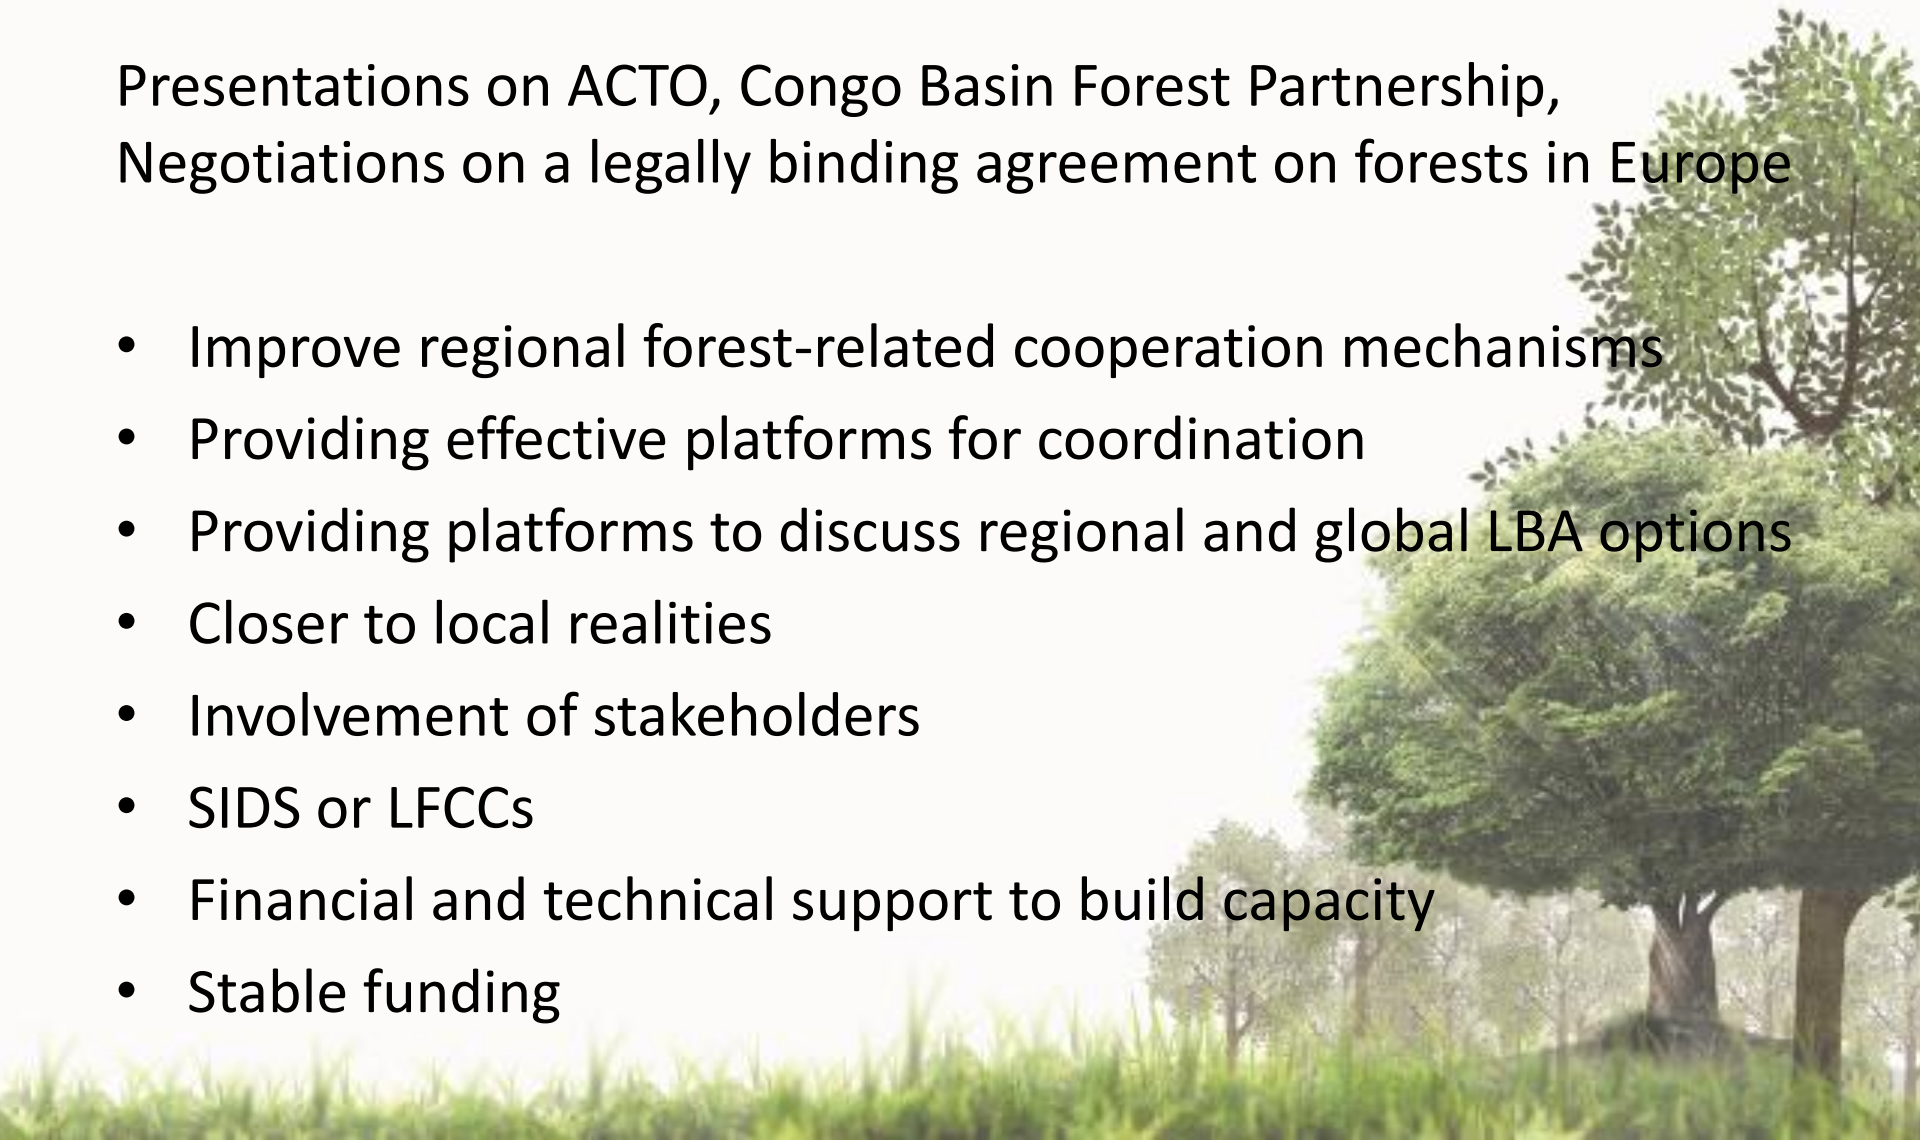 Presentations on ACTO, Congo Basin Forest Partnership,
Negotiations on a legally binding agreement on forests in Europe
• Improve regional forest-related cooperation mechanisms
• Providing effective platforms for coordination
• Providing platforms to discuss regional and global LBA options
• Closer to local realities
• Involvement of stakeholders
• SIDS or LFCCs
• Financial and technical support to build capacity
• Stable funding